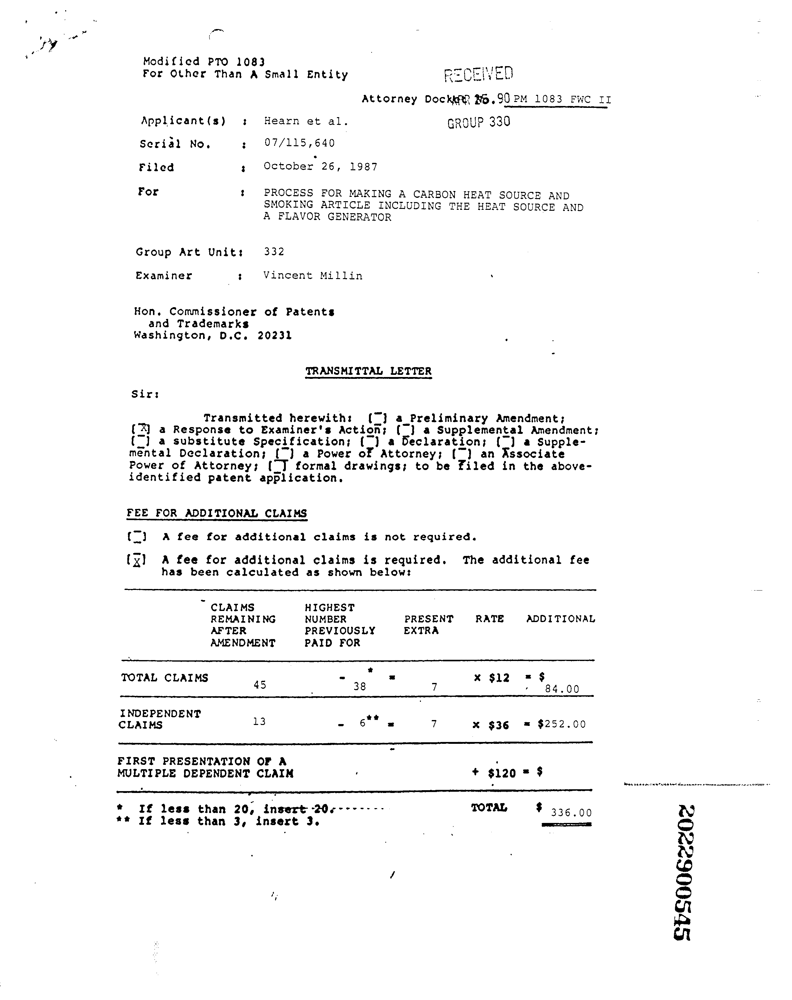 Modified PTO 1083
For Other Than A Small Entity
RECEIVED
Attorney Docket No. PM 1083 FWC II
GROUP 330
Applicant(s) : Hearn et al.
Serial No. : 07/115,640
Filed : October 26, 1987
For : PROCESS FOR MAKING A CARBON HEAT SOURCE AND
SMOKING ARTICLE INCLUDING THE HEAT SOURCE AND
A FLAVOR GENERATOR
Group Art Unit: 332
Examiner : Vincent Millin
Hon. Commissioner of Patents
and Trademarks
Washington, D.C. 20231
TRANSMITTAL LETTER
Sir:
Transmitted herewith: [_] a Preliminary Amendment;
[X] a Response to Examiner's Action; [_] a Supplemental Amendment;
[_] a substitute Specification; [_] a Declaration; [_] a Supple-
mental Declaration; [_] a Power of Attorney; [_] an Associate
Power of Attorney; [_] formal drawings; to be filed in the above-
identified patent application.
FEE FOR ADDITIONAL CLAIMS
[_] A fee for additional claims is not required.
[X] A fee for additional claims is required. The additional fee
has been calculated as shown below:
CLAIMS HIGHEST
REMAINING NUMBER PRESENT RATE ADDITIONAL
AFTER PREVIOUSLY EXTRA
AMENDMENT PAID FOR
TOTAL CLAIMS 45 - 38* = 7 x $12 = $ 84.00
INDEPENDENT
CLAIMS 13 - 6** = 7 x $36 = $252.00
FIRST PRESENTATION OF A
MULTIPLE DEPENDENT CLAIM + $120 = $
* If less than 20, insert 20. TOTAL $ 336.00
** If less than 3, insert 3.
2022900545